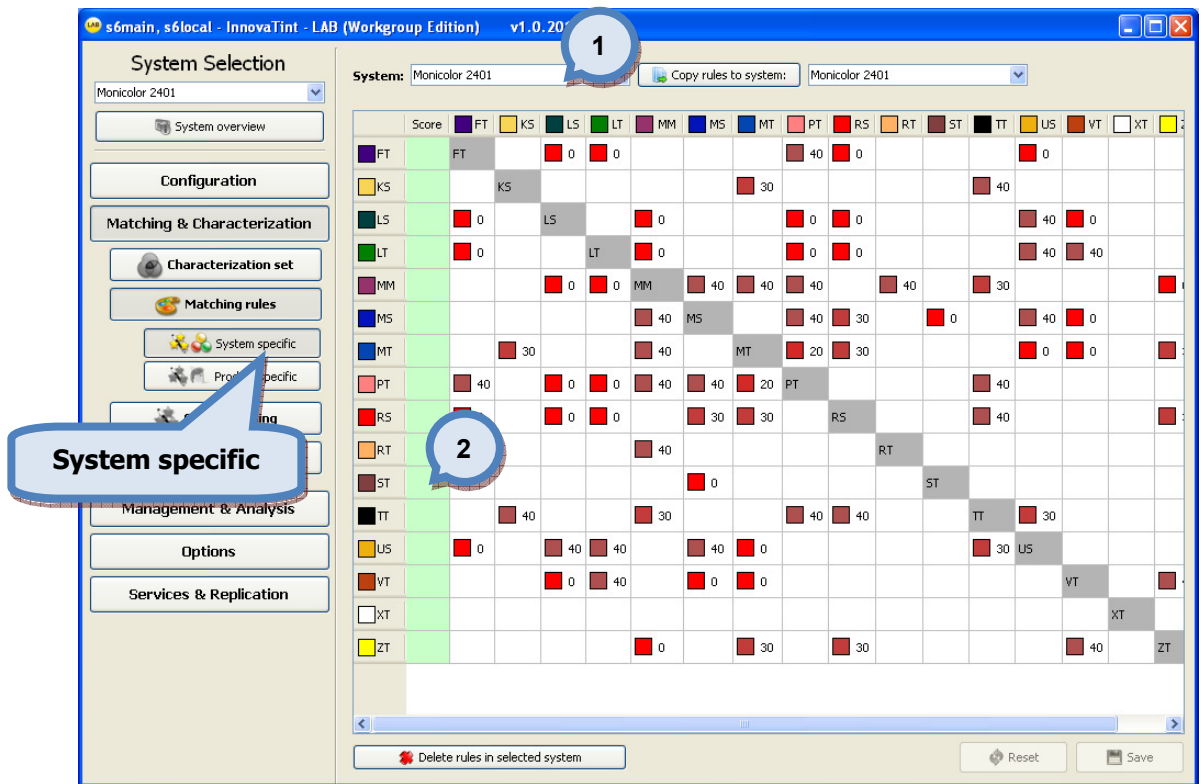 s6main, s6local - InnovaTint - LAB (Workgroup Edition) v1.0.20
1
System Selection
Monicolor 2401
System overview
Configuration
Matching & Characterization
Characterization set
Matching rules
System specific
System specific
2
Management & Analysis
Options
Services & Replication
System: Monicolor 2401 Copy rules to system: Monicolor 2401
Score FT KS LS LT MM MS MT PT RS RT ST TT US VT XT
FT FT 0 0 40 0 0
KS KS 30 40
LS 0 LS 0 0 0 40 0
LT 0 LT 0 0 0 40 40
MM 0 0 MM 40 40 40 40 30
MS 40 MS 40 30 0 40 0
MT 30 40 MT 20 30 0 0
PT 40 0 0 40 40 20 PT 40
RS 0 0 30 30 RS 40
RT 40 RT
ST 0 ST
TT 40 30 40 40 TT 30
US 0 40 40 40 0 30 US
VT 0 40 0 0 VT
XT XT
ZT 0 30 30 40 ZT
Delete rules in selected system Reset Save